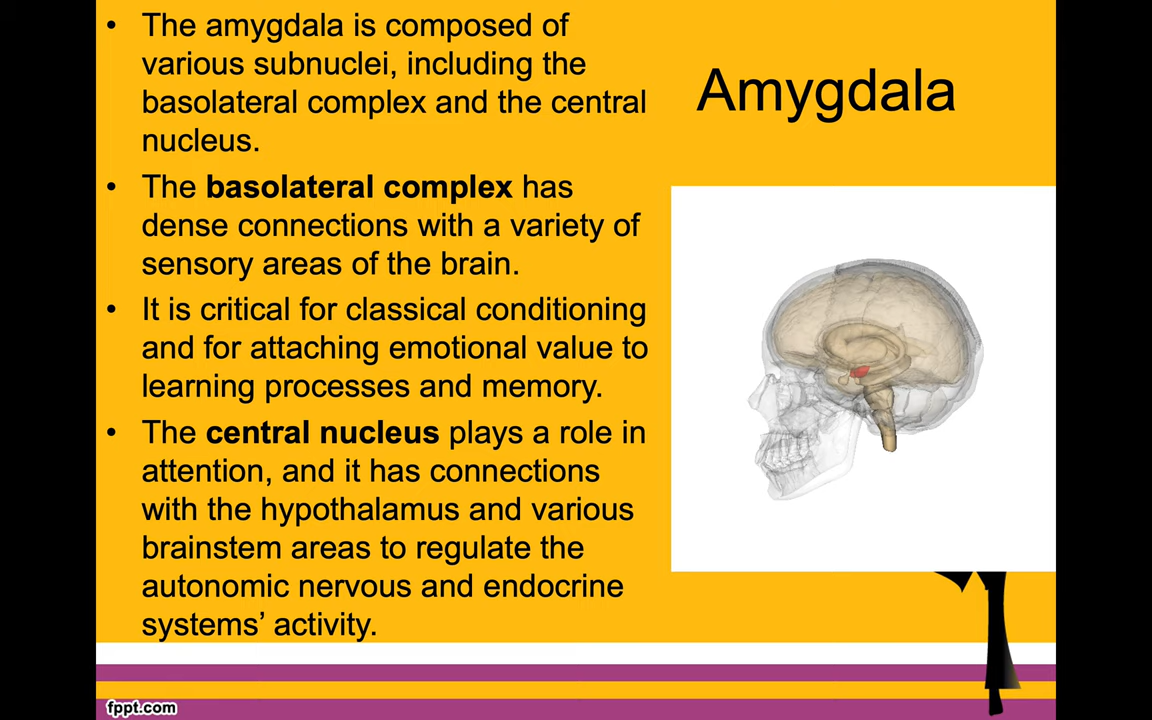 Amygdala
• The amygdala is composed of
various subnuclei, including the
basolateral complex and the central
nucleus.
• The basolateral complex has
dense connections with a variety of
sensory areas of the brain.
• It is critical for classical conditioning
and for attaching emotional value to
learning processes and memory.
• The central nucleus plays a role in
attention, and it has connections
with the hypothalamus and various
brainstem areas to regulate the
autonomic nervous and endocrine
systems’ activity.
fppt.com